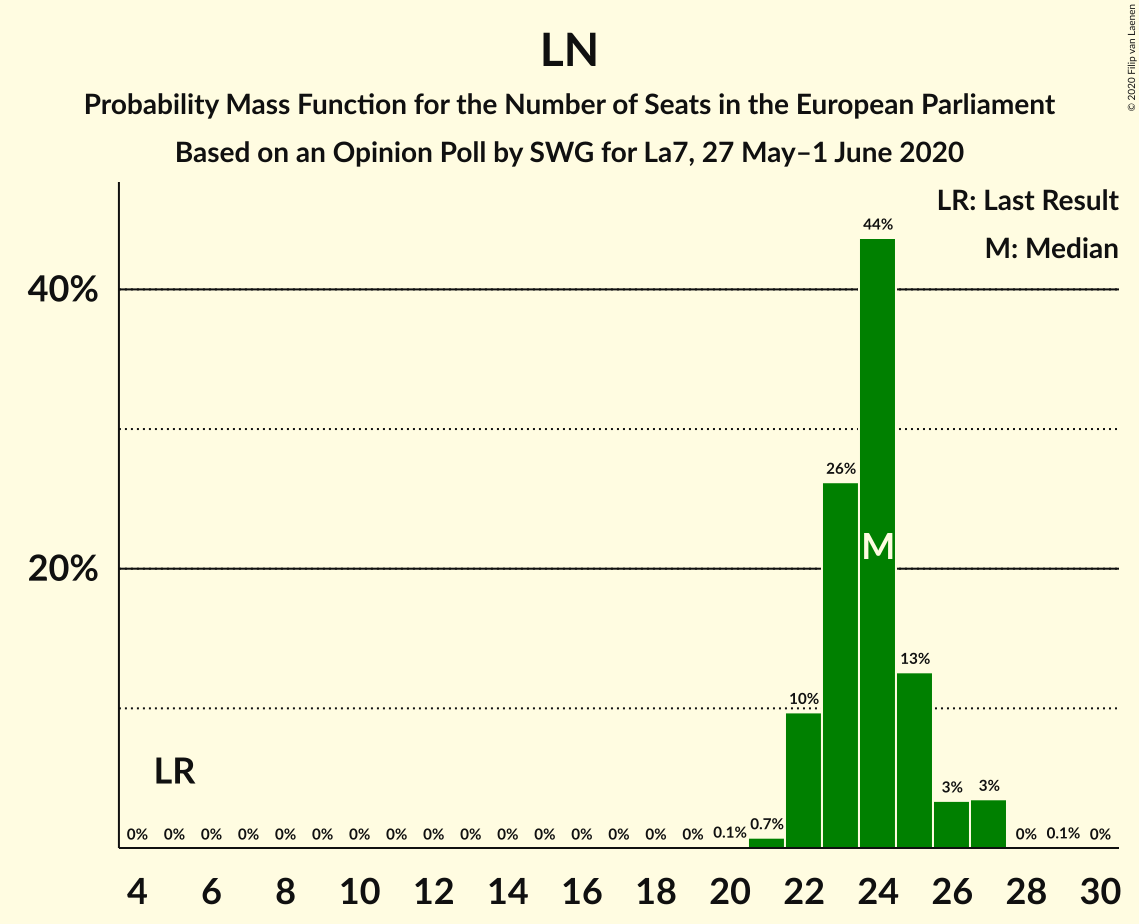 LN
Probability Mass Function for the Number of Seats in the European Parliament
Based on an Opinion Poll by SWG for La7, 27 May–1 June 2020
© 2020 Filip van Laenen
LR: Last Result
M: Median
40%
20%
44%
26%
M
13%
10%
LR
3% 3%
0% 0% 0% 0% 0% 0% 0% 0% 0% 0% 0% 0% 0% 0% 0% 0% 0.1% 0.7% 0% 0.1% 0%
4 6 8 10 12 14 16 18 20 22 24 26 28 30